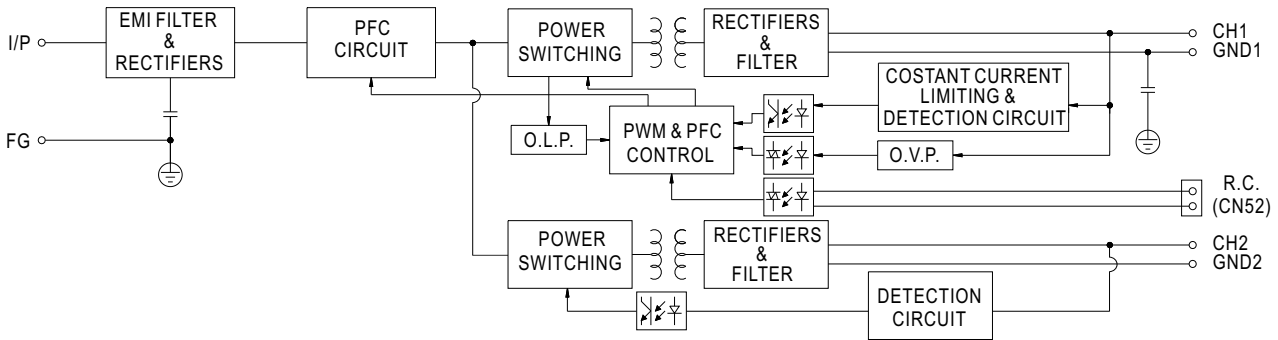 I/P
EMI FILTER
&
RECTIFIERS
PFC
CIRCUIT
POWER
SWITCHING
RECTIFIERS
&
FILTER
CH1
GND1
COSTANT CURRENT
LIMITING &
DETECTION CIRCUIT
FG
O.L.P.
PWM & PFC
CONTROL
O.V.P.
R.C.
(CN52)
POWER
SWITCHING
RECTIFIERS
&
FILTER
CH2
GND2
DETECTION
CIRCUIT